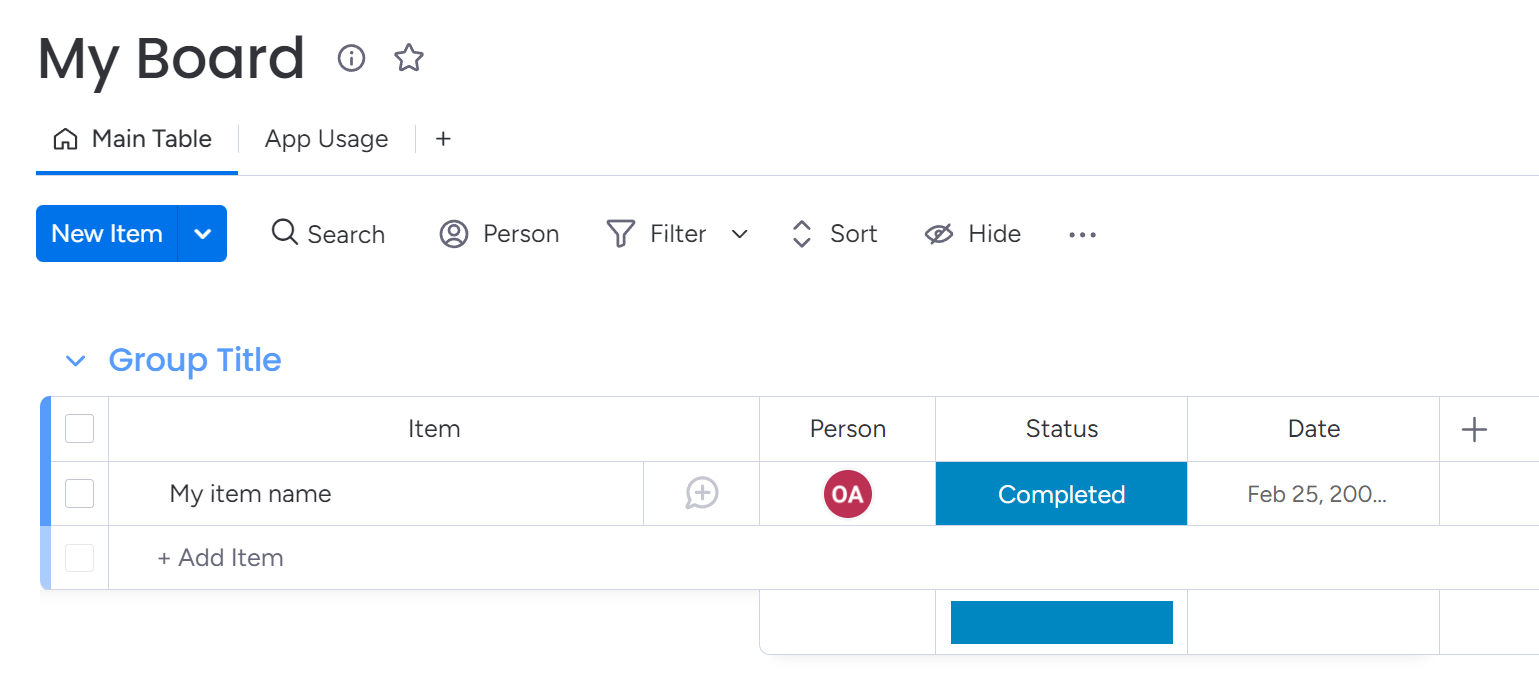 My Board
Main Table App Usage +
New Item Search Person Filter Sort Hide ...
Group Title
Item Person Status Date +
My item name OA Completed Feb 25, 200...
+ Add Item